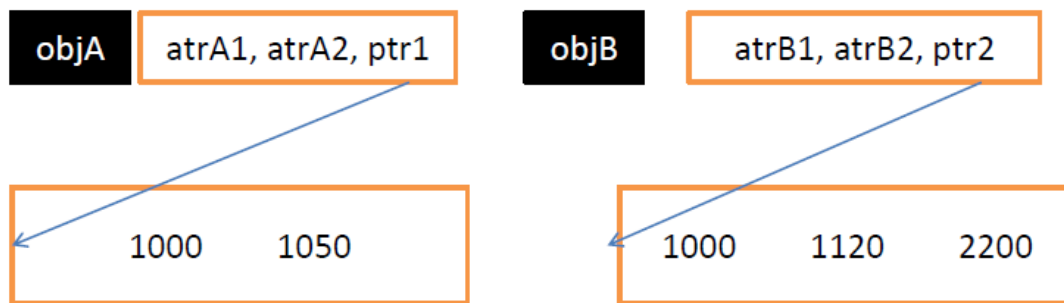 objA atrA1, atrA2, ptr1 objB atrB1, atrB2, ptr2
1000 1050 1000 1120 2200